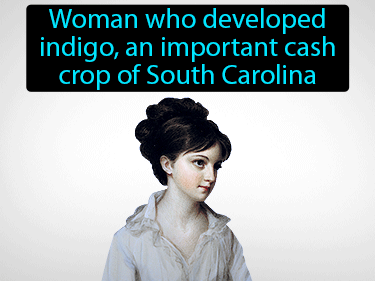 Woman who developed
indigo, an important cash
crop of South Carolina